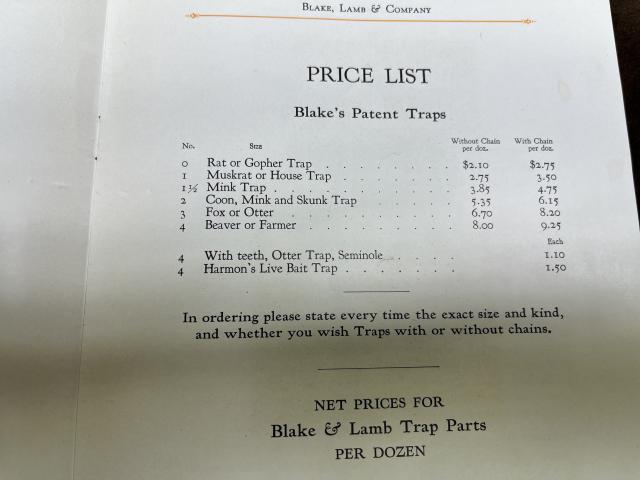 Blake, Lamb & Company
PRICE LIST
Blake's Patent Traps
No. Size Without Chain per doz. With Chain per doz.
0 Rat or Gopher Trap . . . . . . . . $2.10 $2.75
1 Muskrat or House Trap . . . . . . . 2.75 3.50
1½ Mink Trap . . . . . . . . . . 3.85 4.75
2 Coon, Mink and Skunk Trap . . . . . 5.35 6.15
3 Fox or Otter . . . . . . . . . 6.70 8.20
4 Beaver or Farmer . . . . . . . . 8.00 9.25
Each
4 With teeth, Otter Trap, Seminole . . . . 1.10
4 Harmon's Live Bait Trap . . . . . . 1.50
In ordering please state every time the exact size and kind,
and whether you wish Traps with or without chains.
NET PRICES FOR
Blake & Lamb Trap Parts
PER DOZEN